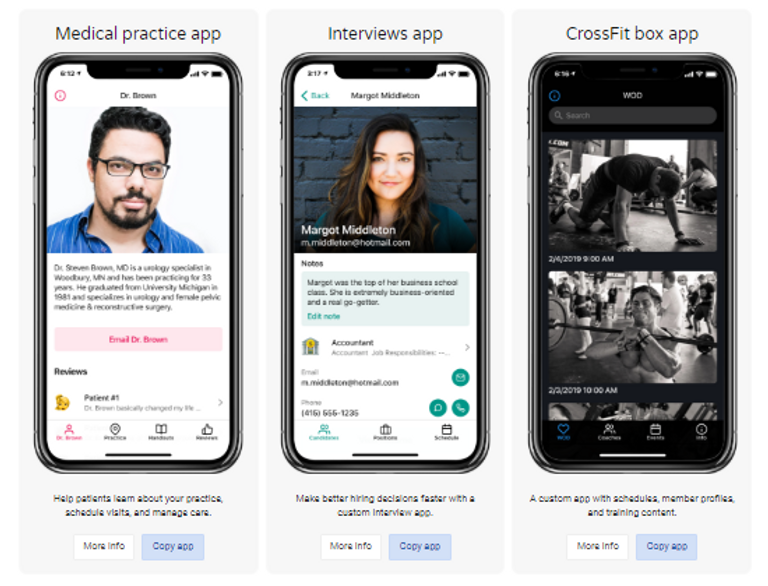 Medical practice app
6:12
Dr. Brown
Dr. Steven Brown, MD is a urology specialist in
Woodbury, MN and has been practicing for 33
years. He graduated from University Michigan in
1981 and specializes in urology and female pelvic
medicine & reconstructive surgery.
Email Dr. Brown
Reviews
Patient #1
Dr. Brown basically changed my life ...
Dr. Brown
Practice
Handouts
Reviews
Help patients learn about your practice,
schedule visits, and manage care.
More Info
Copy app
Interviews app
3:17
Back
Margot Middleton
Margot Middleton
m.middleton@hotmail.com
Notes
Margot was the top of her business school
class. She is extremely business-oriented
and a real go-getter.
Edit note
Accountant
Accountant Job Responsibilities: --...
Email
m.middleton@hotmail.com
Phone
(415) 555-1235
Candidates
Positions
Schedule
Make better hiring decisions faster with a
custom interview app.
More Info
Copy app
CrossFit box app
6:16
WOD
Search
.COM
2/4/2019 9:00 AM
2/2/2019 10:00 AM
WOD
Coaches
Events
Info
A custom app with schedules, member profiles,
and training content.
More Info
Copy app